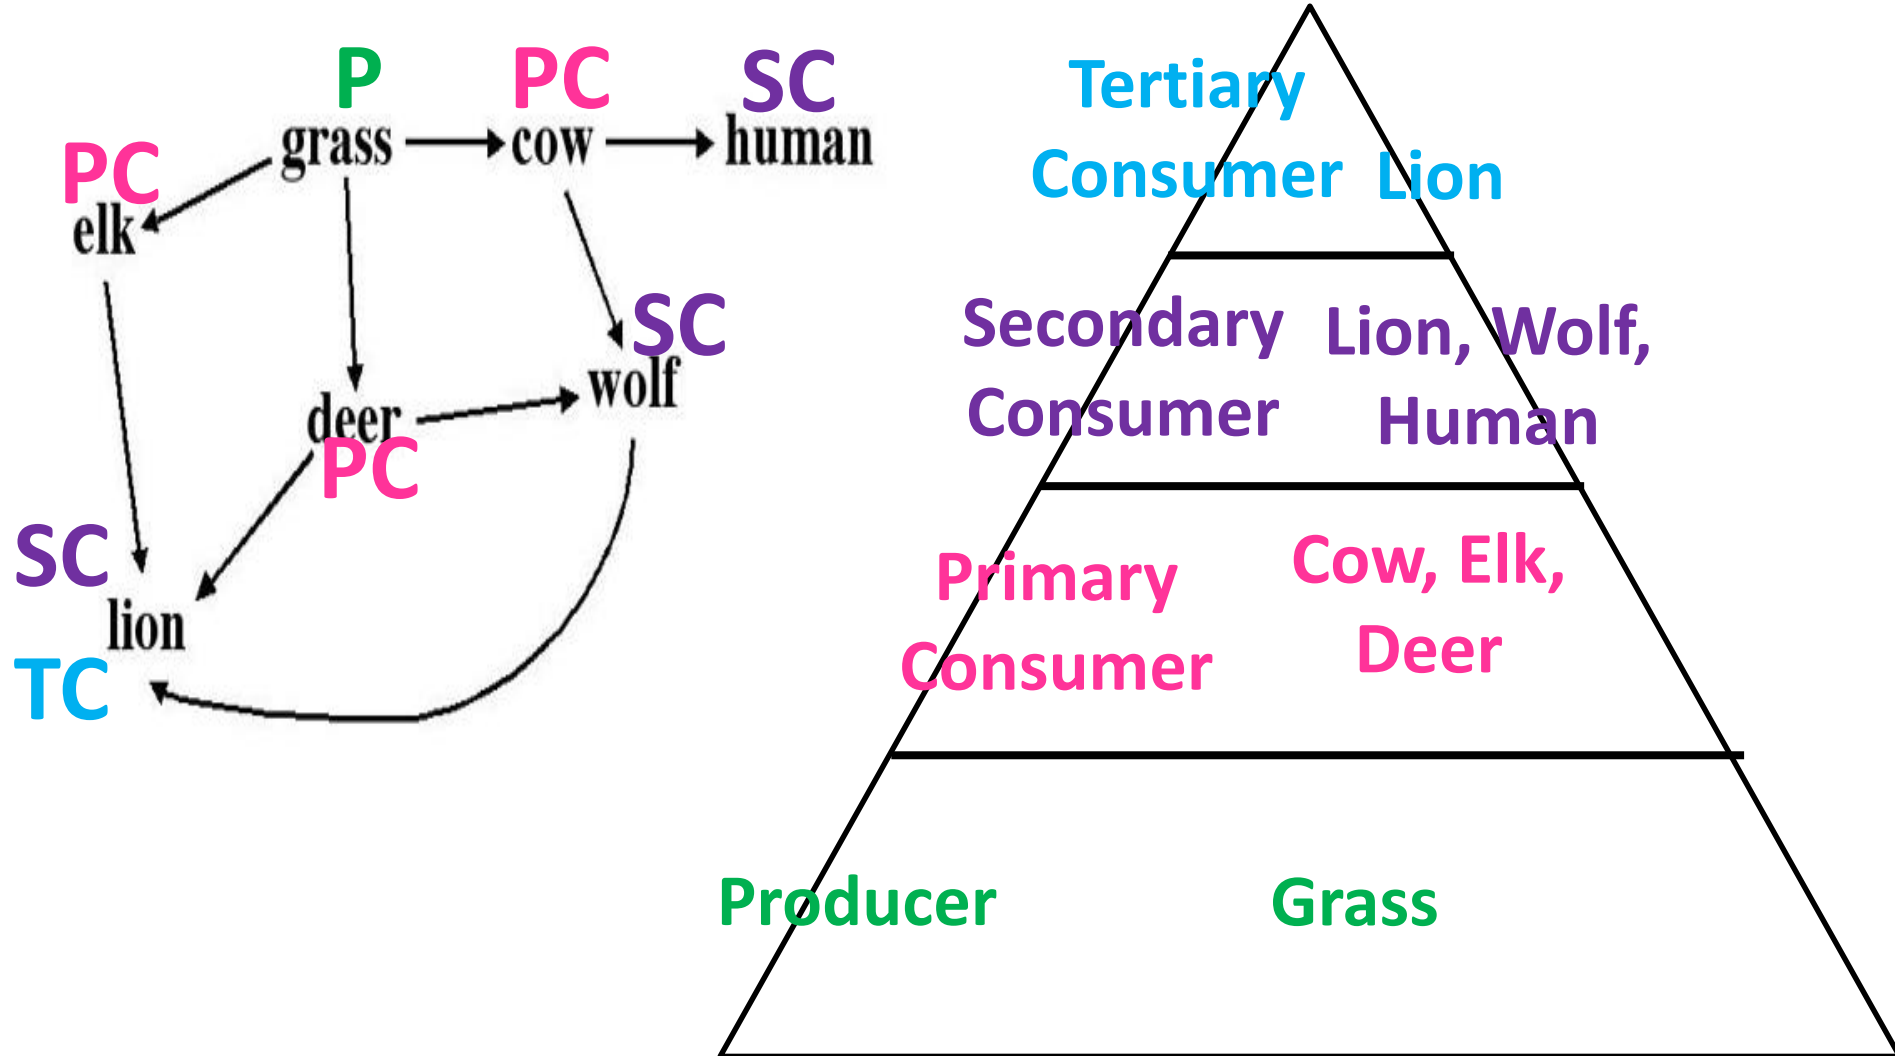 P
PC
SC
grass
cow
human
PC
elk
SC
wolf
deer
PC
SC
lion
TC
Tertiary
Consumer
Lion
Secondary
Consumer
Lion, Wolf,
Human
Primary
Consumer
Cow, Elk,
Deer
Producer
Grass